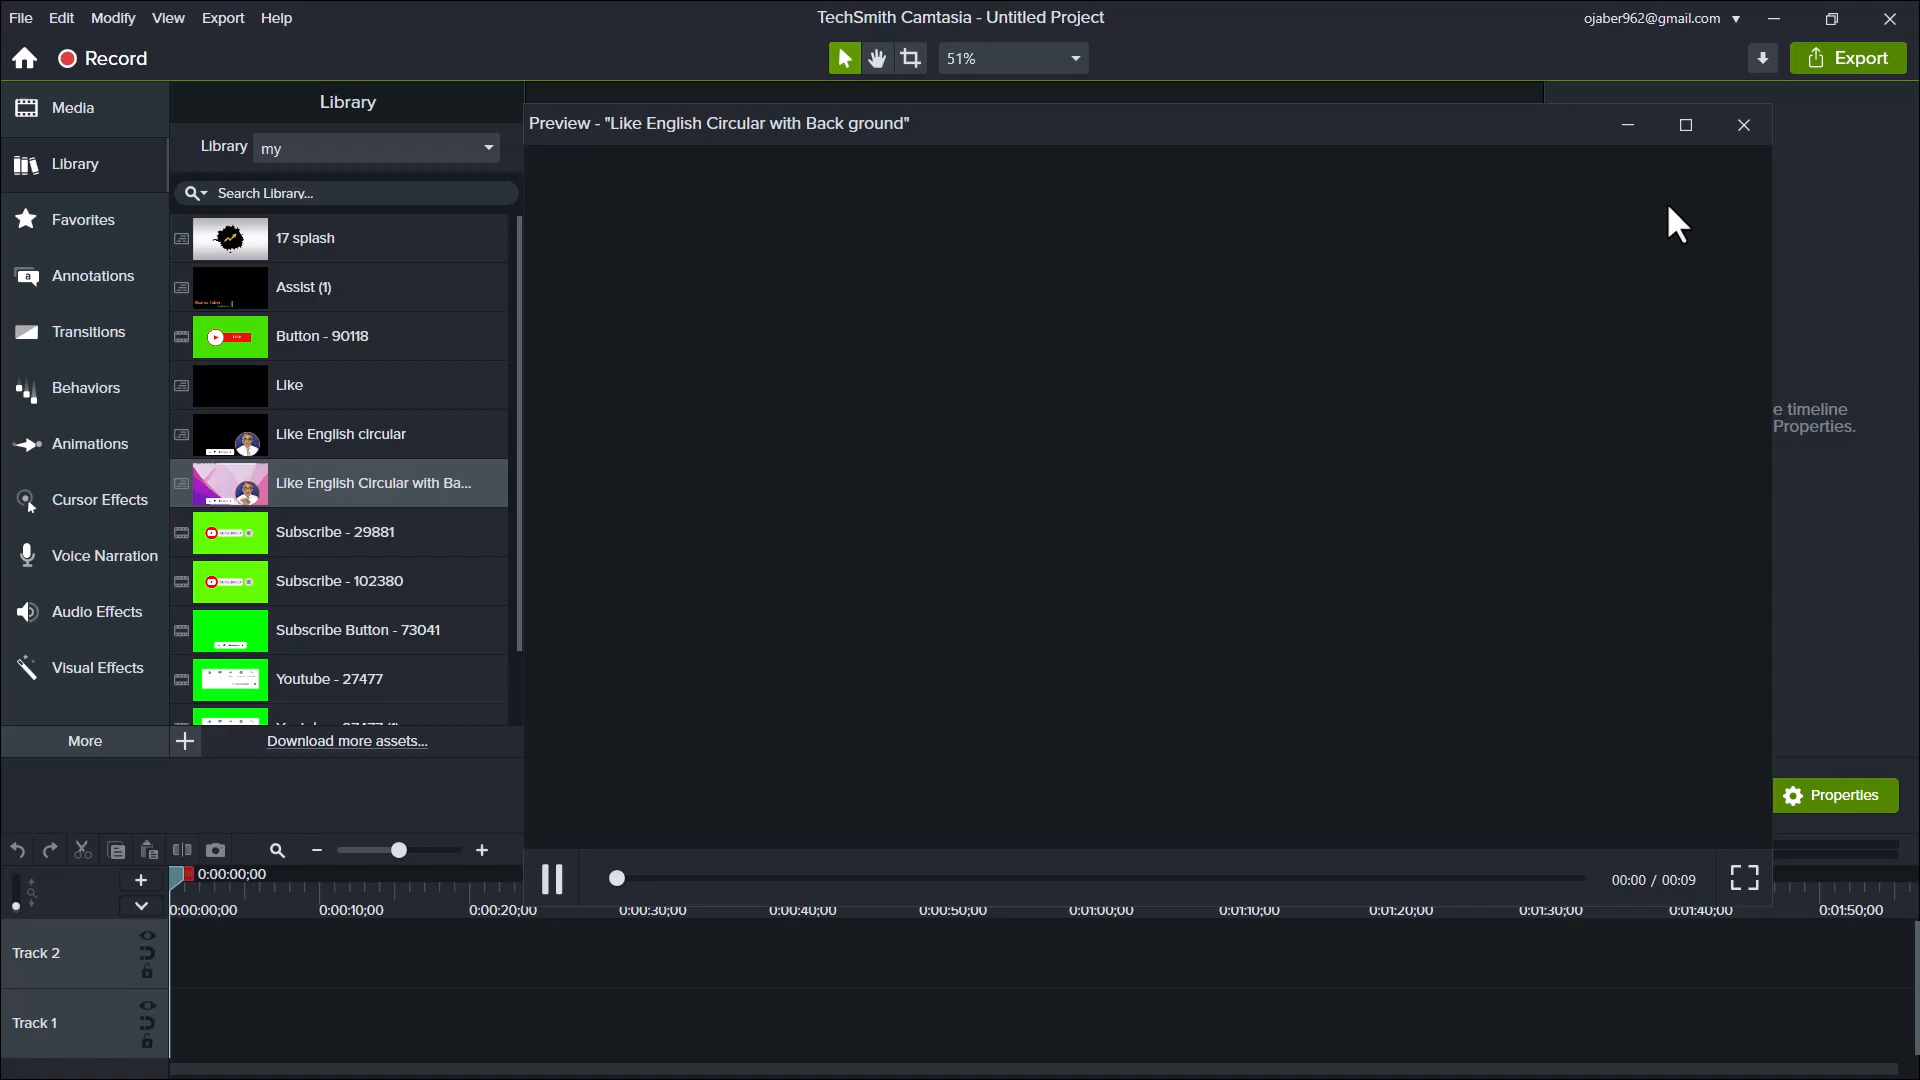 File Edit Modify View Export Help
TechSmith Camtasia - Untitled Project
ojaber962@gmail.com
Record
51%
Export
Media
Library
Favorites
Annotations
Transitions
Behaviors
Animations
Cursor Effects
Voice Narration
Audio Effects
Visual Effects
More
Library
Library my
Search Library...
17 splash
Assist (1)
Button - 90118
Like
Like English circular
Like English Circular with Ba...
Subscribe - 29881
Subscribe - 102380
Subscribe Button - 73041
Youtube - 27477
Download more assets...
Preview - "Like English Circular with Back ground"
00:00 / 00:09
e timeline
Properties.
Properties
0:00:00;00
0:00:00;00 0:00:10;00 0:00:20;00 0:00:30;00 0:00:40;00 0:00:50;00 0:01:00;00 0:01:10;00 0:01:20;00 0:01:30;00 0:01:40;00 0:01:50;00
Track 2
Track 1